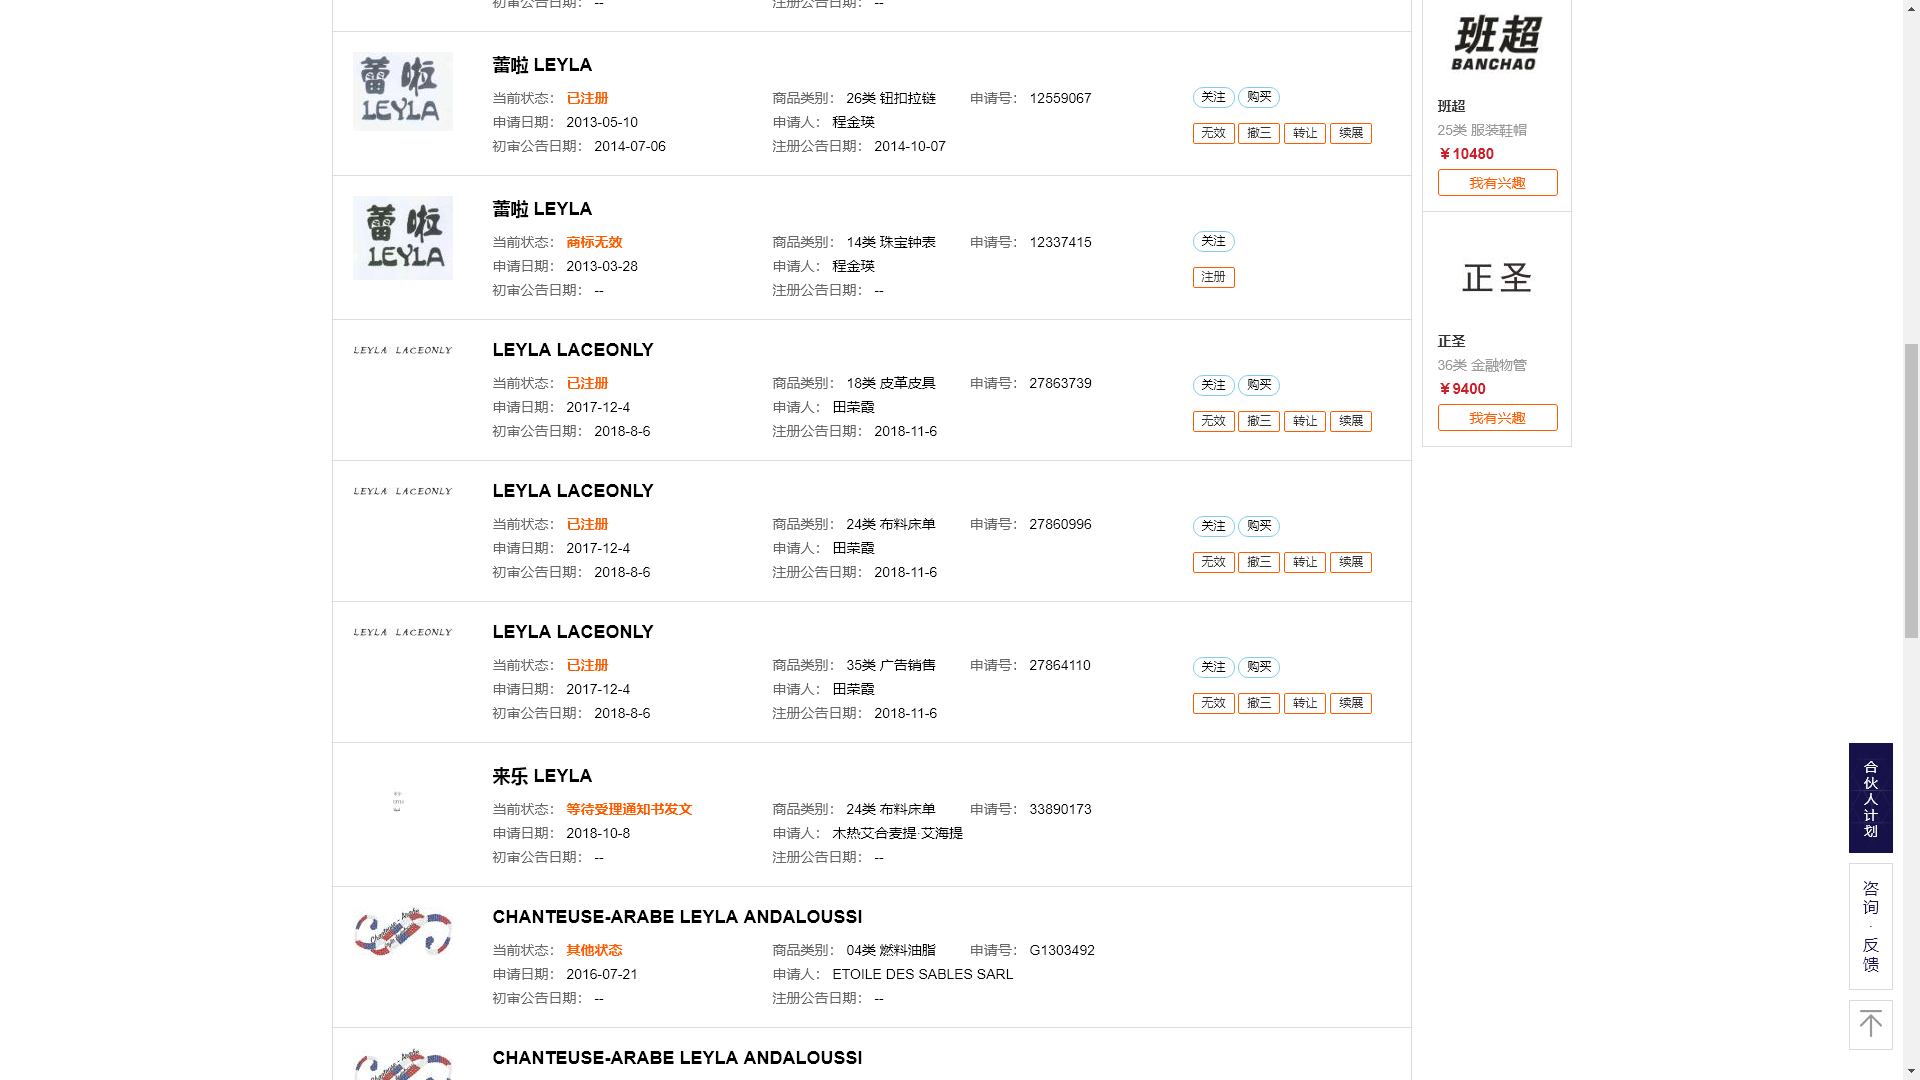 初审公告日期： -- 注册公告日期： --
蕾啦 LEYLA
蕾啦 LEYLA
当前状态： 已注册 商品类别： 26类 钮扣拉链 申请号： 12559067 关注 购买
申请日期： 2013-05-10 申请人： 程金瑛
无效 撤三 转让 续展
初审公告日期： 2014-07-06 注册公告日期： 2014-10-07
蕾啦 LEYLA
蕾啦 LEYLA
当前状态： 商标无效 商品类别： 14类 珠宝钟表 申请号： 12337415 关注
申请日期： 2013-03-28 申请人： 程金瑛
注册
初审公告日期： -- 注册公告日期： --
LEYLA LACEONLY
LEYLA LACEONLY
当前状态： 已注册 商品类别： 18类 皮革皮具 申请号： 27863739 关注 购买
申请日期： 2017-12-4 申请人： 田荣霞
无效 撤三 转让 续展
初审公告日期： 2018-8-6 注册公告日期： 2018-11-6
LEYLA LACEONLY
LEYLA LACEONLY
当前状态： 已注册 商品类别： 24类 布料床单 申请号： 27860996 关注 购买
申请日期： 2017-12-4 申请人： 田荣霞
无效 撤三 转让 续展
初审公告日期： 2018-8-6 注册公告日期： 2018-11-6
LEYLA LACEONLY
LEYLA LACEONLY
当前状态： 已注册 商品类别： 35类 广告销售 申请号： 27864110 关注 购买
申请日期： 2017-12-4 申请人： 田荣霞
无效 撤三 转让 续展
初审公告日期： 2018-8-6 注册公告日期： 2018-11-6
来乐 LEYLA
当前状态： 等待受理通知书发文 商品类别： 24类 布料床单 申请号： 33890173
申请日期： 2018-10-8 申请人： 木热艾合麦提·艾海提
初审公告日期： -- 注册公告日期： --
CHANTEUSE-ARABE LEYLA ANDALOUSSI
当前状态： 其他状态 商品类别： 04类 燃料油脂 申请号： G1303492
申请日期： 2016-07-21 申请人： ETOILE DES SABLES SARL
初审公告日期： -- 注册公告日期： --
CHANTEUSE-ARABE LEYLA ANDALOUSSI
班超
BANCHAO
班超
25类 服装鞋帽
￥10480
我有兴趣
正圣
正圣
36类 金融物管
￥9400
我有兴趣
合伙人计划
咨询·反馈